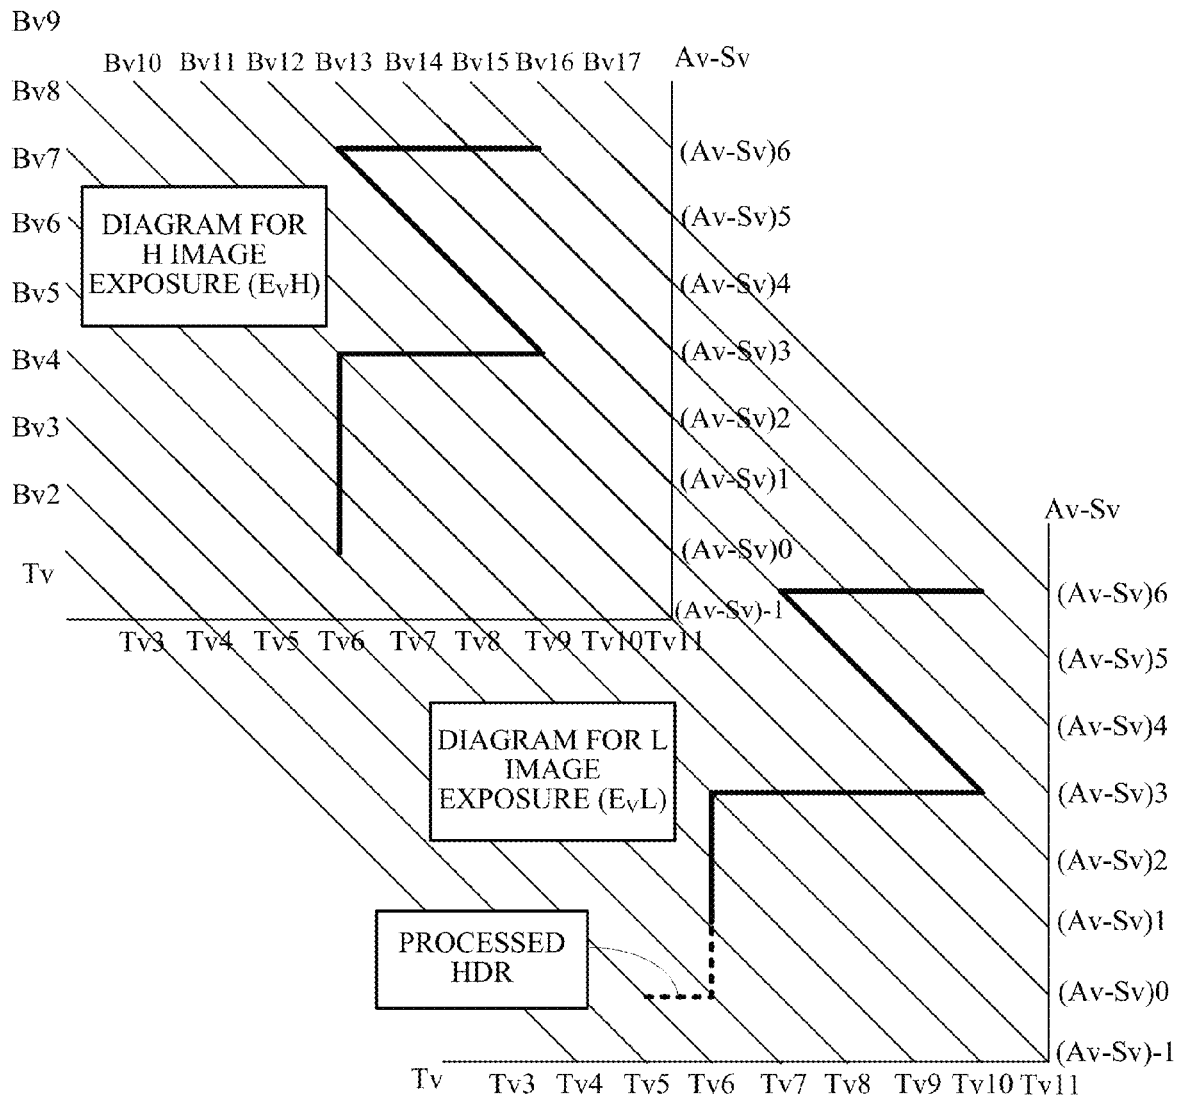 Bv9
Bv10 Bv11 Bv12 Bv13 Bv14 Bv15 Bv16 Bv17 Av-Sv
Bv8
Bv7
Bv6
Bv5
Bv4
Bv3
Bv2
Tv
DIAGRAM FOR
H IMAGE
EXPOSURE (EVH)
(Av-Sv)6
(Av-Sv)5
(Av-Sv)4
(Av-Sv)3
(Av-Sv)2
(Av-Sv)1
(Av-Sv)0
(Av-Sv)-1
Tv3 Tv4 Tv5 Tv6 Tv7 Tv8 Tv9 Tv10 Tv11
DIAGRAM FOR L
IMAGE
EXPOSURE (EVL)
PROCESSED
HDR
Av-Sv
(Av-Sv)6
(Av-Sv)5
(Av-Sv)4
(Av-Sv)3
(Av-Sv)2
(Av-Sv)1
(Av-Sv)0
(Av-Sv)-1
Tv Tv3 Tv4 Tv5 Tv6 Tv7 Tv8 Tv9 Tv10 Tv11